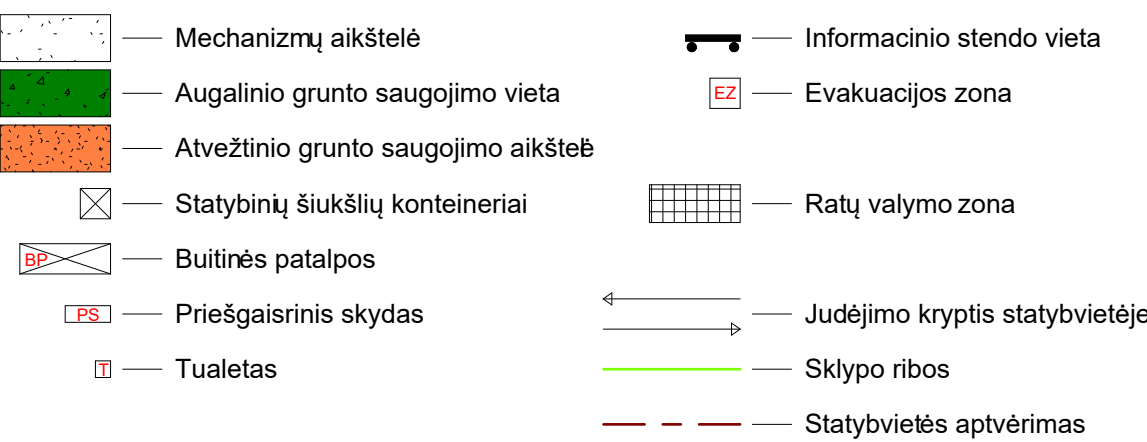 Mechanizmų aikštelė
Augalinio grunto saugojimo vieta
Atvežtinio grunto saugojimo aikštelė
Statybinių šiukšlių konteineriai
BP Buitinės patalpos
PS Priešgaisrinis skydas
T Tualetas
Informacinio stendo vieta
EZ Evakuacijos zona
Ratų valymo zona
Judėjimo kryptis statybvietėje
Sklypo ribos
Statybvietės aptvėrimas